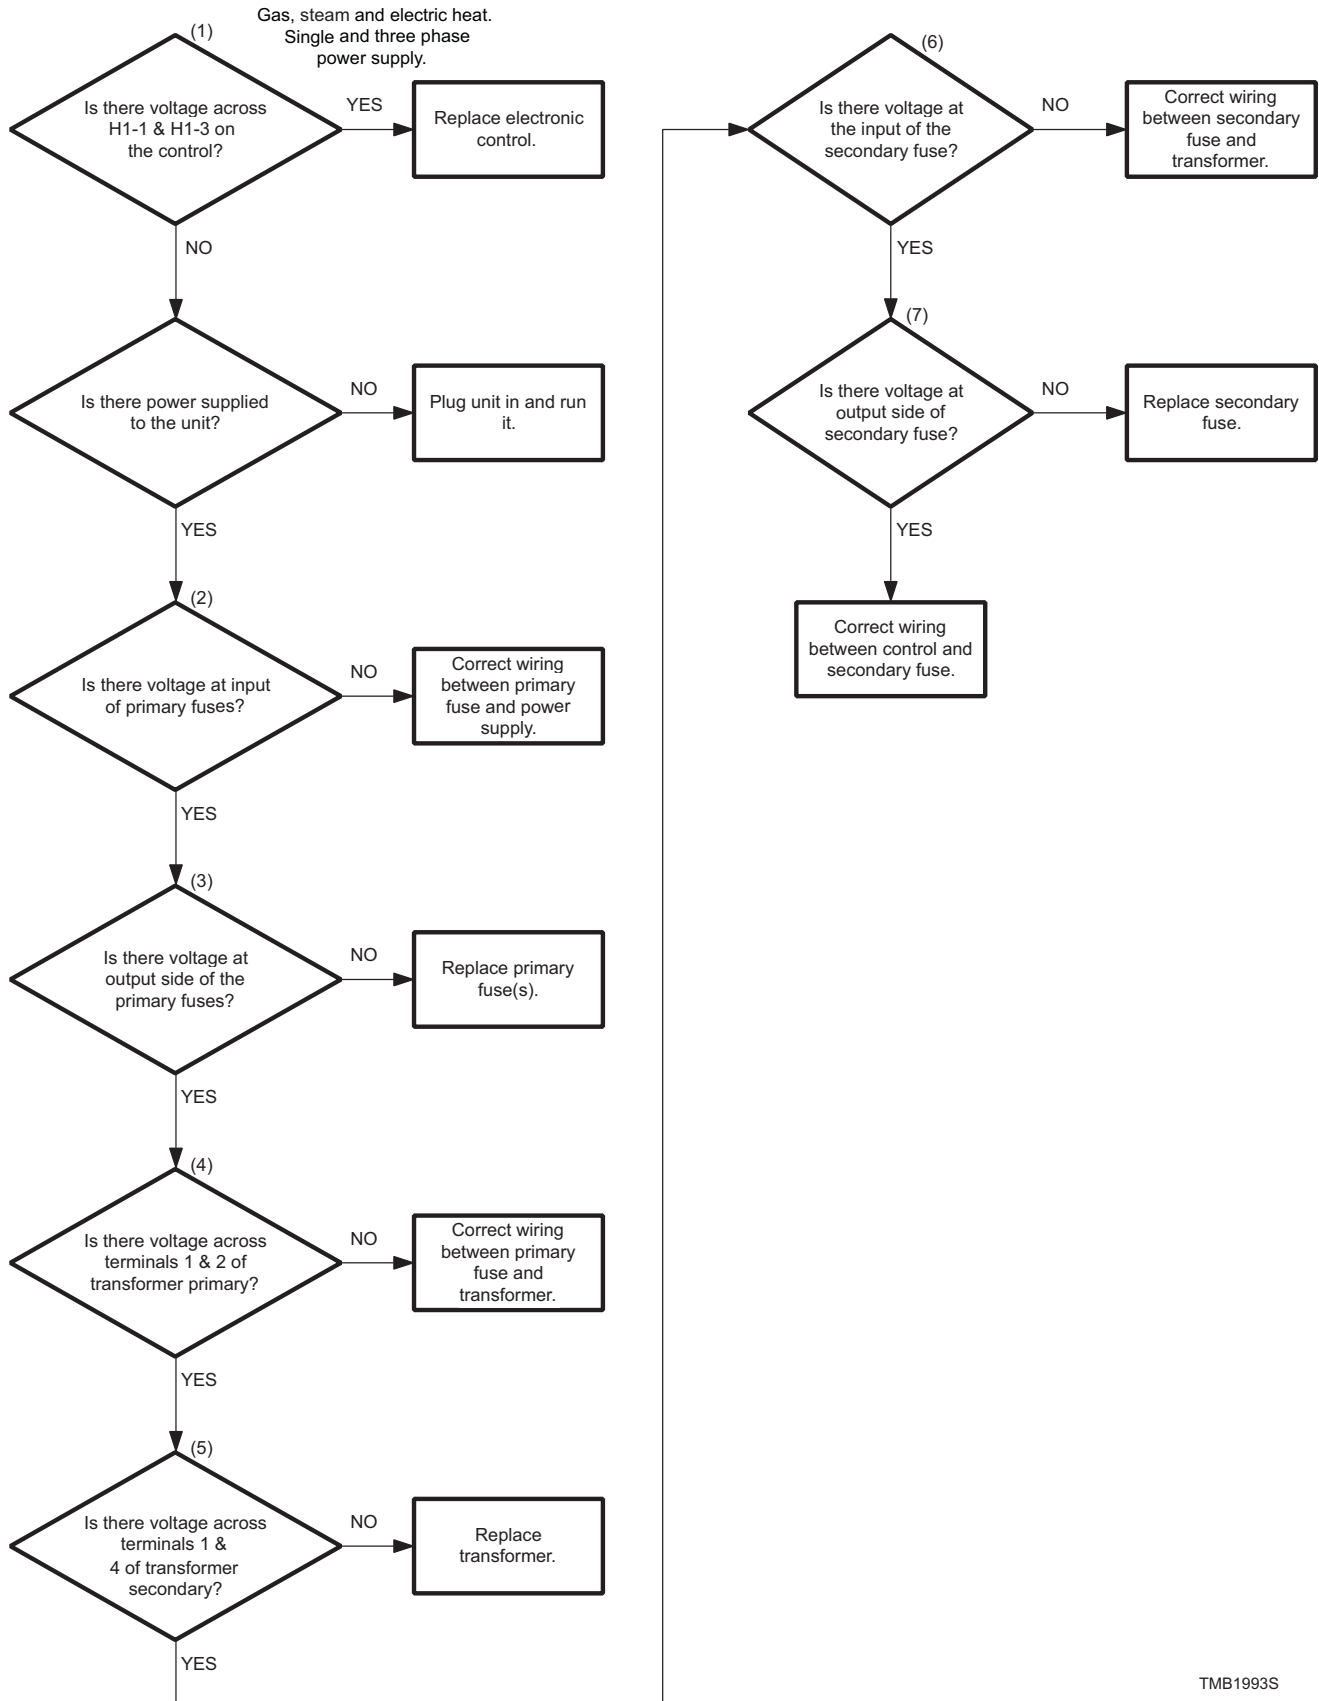 Gas, steam and electric heat.
Single and three phase
power supply.
(1)
Is there voltage across
H1-1 & H1-3 on
the control?
YES
Replace electronic
control.
NO
Is there power supplied
to the unit?
NO
Plug unit in and run
it.
YES
(2)
Is there voltage at input
of primary fuses?
NO
Correct wiring
between primary
fuse and power
supply.
YES
(3)
Is there voltage at
output side of the
primary fuses?
NO
Replace primary
fuse(s).
YES
(4)
Is there voltage across
terminals 1 & 2 of
transformer primary?
NO
Correct wiring
between primary
fuse and
transformer.
YES
(5)
Is there voltage across
terminals 1 &
4 of transformer
secondary?
NO
Replace
transformer.
YES
(6)
Is there voltage at
the input of the
secondary fuse?
NO
Correct wiring
between secondary
fuse and
transformer.
YES
(7)
Is there voltage at
output side of
secondary fuse?
NO
Replace secondary
fuse.
YES
Correct wiring
between control and
secondary fuse.
TMB1993S